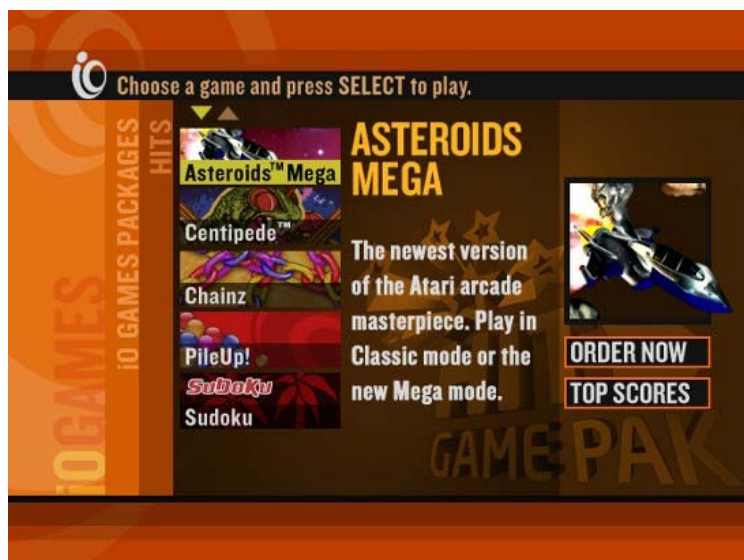 iO
Choose a game and press SELECT to play.
iO GAMES
iO GAMES PACKAGES
HITS
Asteroids™ Mega
Centipede™
Chainz
PileUp!
SuDoKu
Sudoku
ASTEROIDS
MEGA
The newest version
of the Atari arcade
masterpiece. Play in
Classic mode or the
new Mega mode.
ORDER NOW
TOP SCORES
HITS
GAME PAK